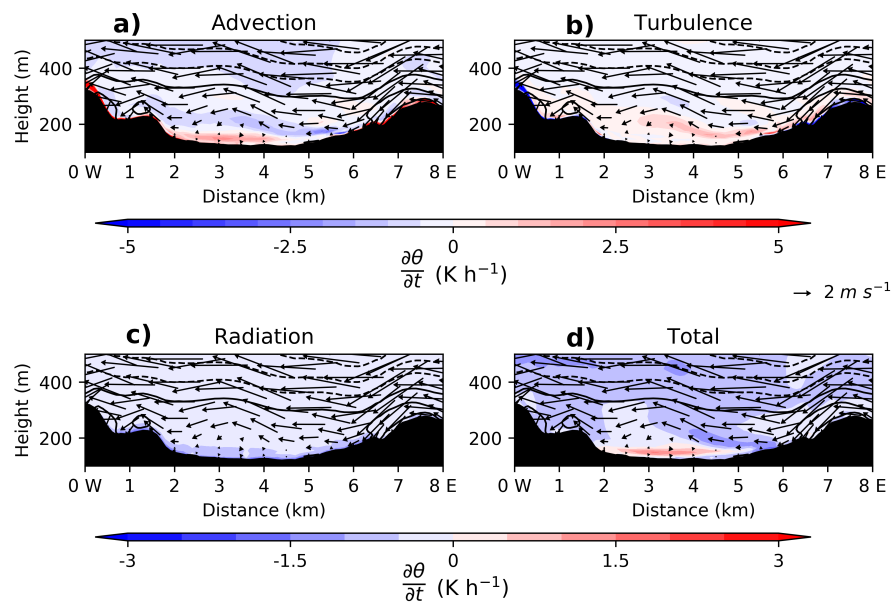 a) Advection
b) Turbulence
Height (m)
400
200
0 W 1 2 3 4 5 6 7 8 E
Distance (km)
0 W 1 2 3 4 5 6 7 8 E
Distance (km)
400
200
-5 -2.5 0 2.5 5
∂θ/∂t (K h⁻¹)
2 m s⁻¹
c) Radiation
d) Total
Height (m)
400
200
0 W 1 2 3 4 5 6 7 8 E
Distance (km)
400
200
0 W 1 2 3 4 5 6 7 8 E
Distance (km)
-3 -1.5 0 1.5 3
∂θ/∂t (K h⁻¹)